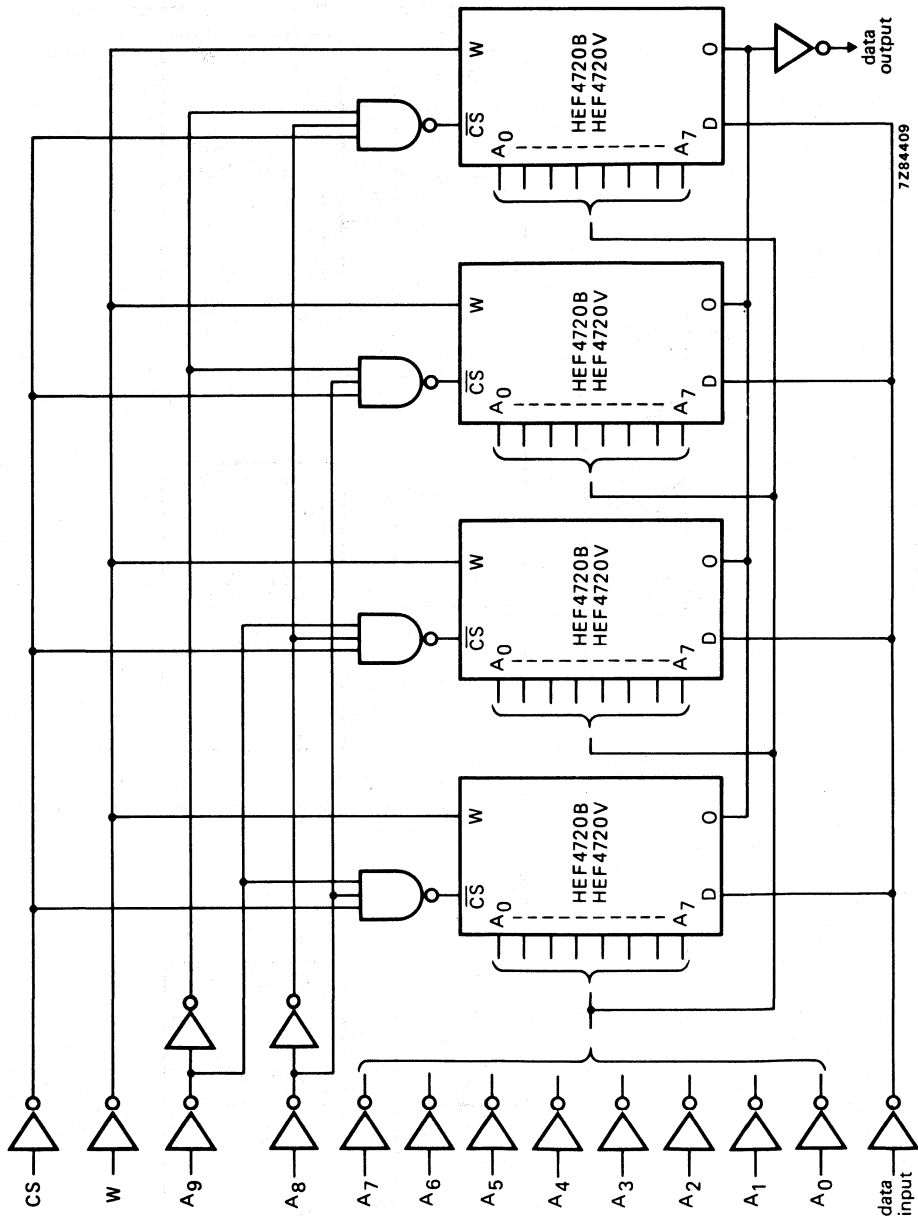 CS
W
A9
A8
A7
A6
A5
A4
A3
A2
A1
A0
data
input
W
CS
A0
A7
HEF4720B
HEF4720V
D
O
W
CS
A0
A7
HEF4720B
HEF4720V
D
O
W
CS
A0
A7
HEF4720B
HEF4720V
D
O
W
CS
A0
A7
HEF4720B
HEF4720V
D
O
data
output
7Z84409